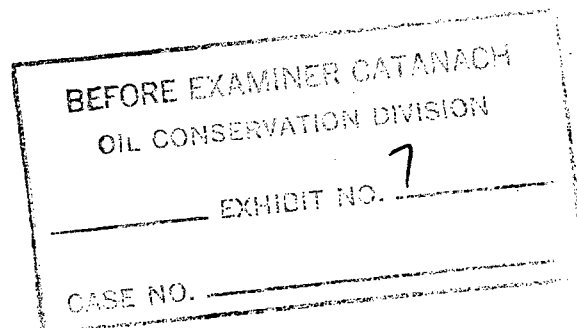 BEFORE EXAMINER CATANACH
OIL CONSERVATION DIVISION
EXHIBIT NO. 7
CASE NO.